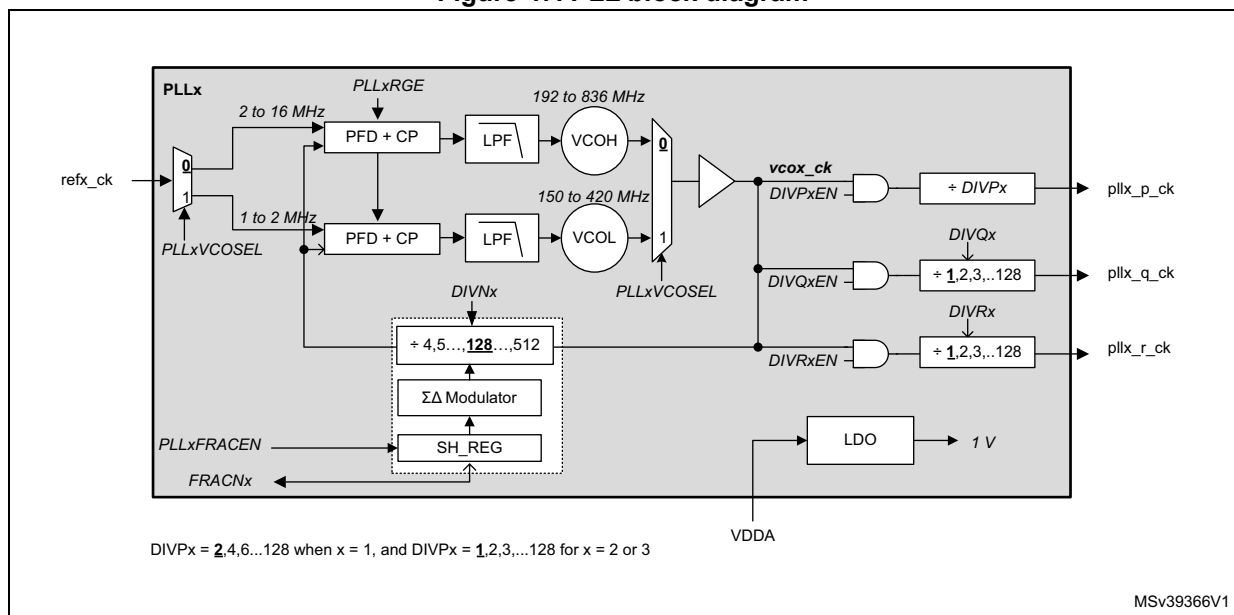 PLLx
PLLxRGE
192 to 836 MHz
2 to 16 MHz
PFD + CP
LPF
VCOH
0
0
refx_ck
1
vcox_ck
DIVPxEN
÷ DIVPx
pllx_p_ck
1 to 2 MHz
150 to 420 MHz
PFD + CP
LPF
VCOL
1
PLLxVCOSEL
DIVQx
DIVNx
PLLxVCOSEL
DIVQxEN
÷ 1,2,3,..128
pllx_q_ck
DIVRx
÷ 4,5...,128...,512
DIVRxEN
÷ 1,2,3,..128
pllx_r_ck
ΣΔ Modulator
PLLxFRACEN
SH_REG
LDO
1 V
FRACNx
VDDA
DIVPx = 2,4,6...128 when x = 1, and DIVPx = 1,2,3,...128 for x = 2 or 3
MSv39366V1